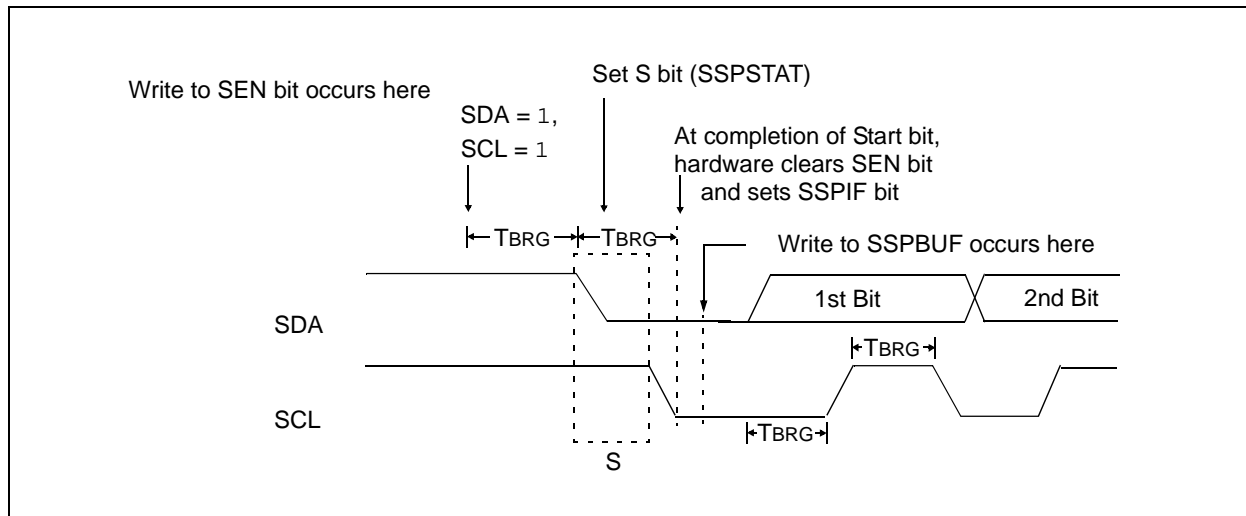 Set S bit (SSPSTAT)
Write to SEN bit occurs here
SDA = 1,
SCL = 1
At completion of Start bit,
hardware clears SEN bit
and sets SSPIF bit
TBRG
TBRG
Write to SSPBUF occurs here
1st Bit
2nd Bit
SDA
TBRG
SCL
TBRG
S